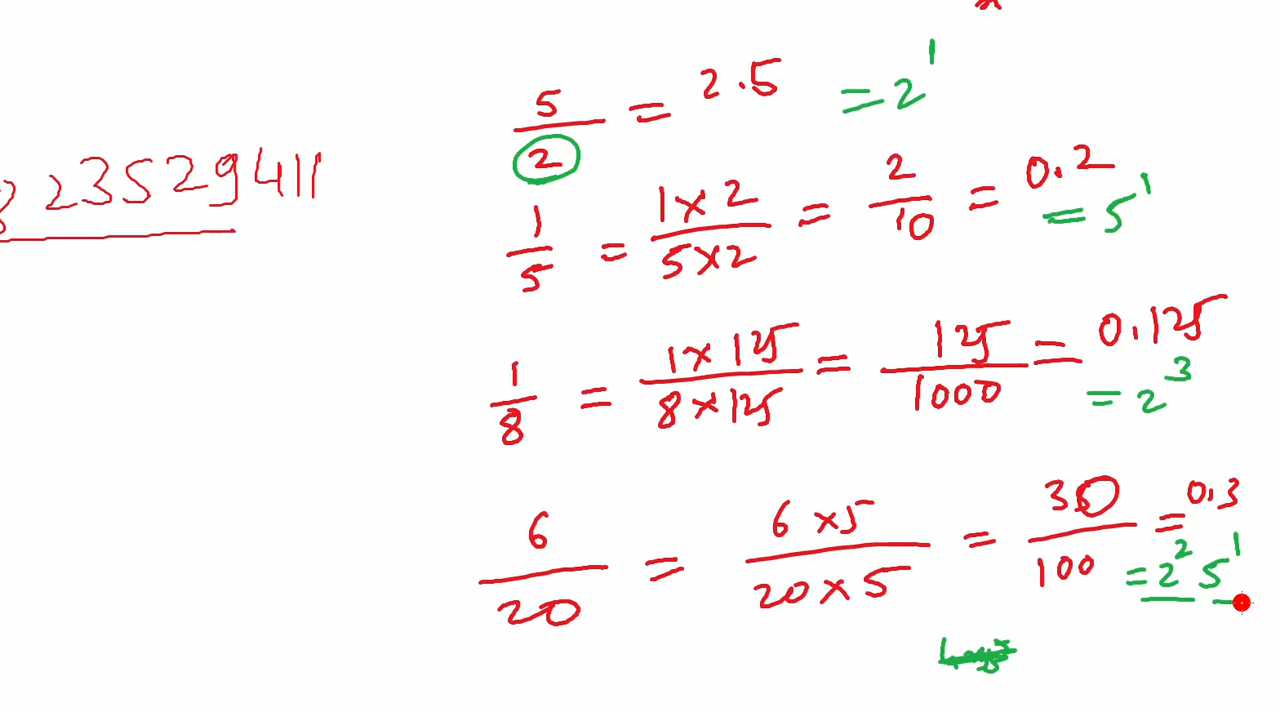 5/2 = 2.5 = 2^1
23529411
1/5 = (1×2)/(5×2) = 2/10 = 0.2 = 5^1
1/8 = (1×125)/(8×125) = 125/1000 = 0.125 = 2^3
6/20 = (6×5)/(20×5) = 30/100 = 0.3 = 2^2 5^1